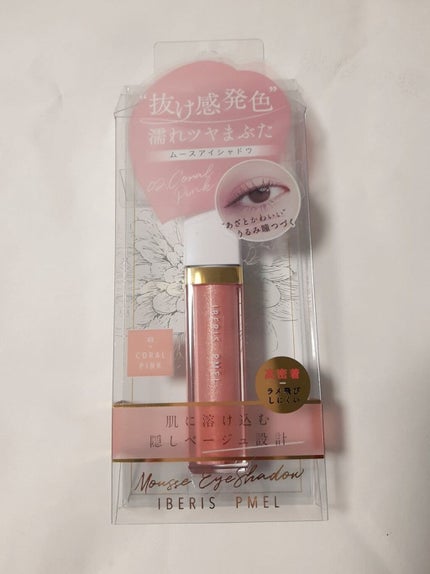 “抜け感発色”
濡れツヤまぶた
ムースアイシャドウ
02.Coral
Pink
“あざとかわいい”
うるみ瞳つづく
IBERIS PMEL
CORAL
PINK
高密着
ラメ飛び
しにくい
肌に溶け込む
隠しベージュ設計
Mousse EyeShadow
IBERIS PMEL